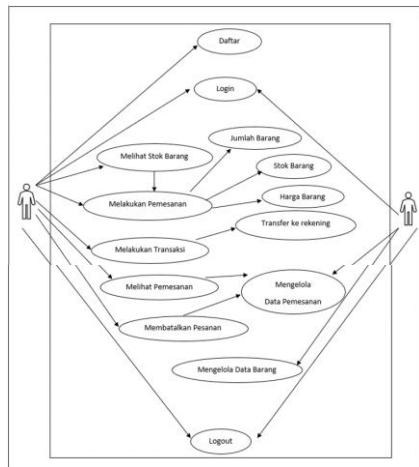 Daftar
Login
Jumlah Barang
Melihat Stok Barang
Stok Barang
Harga Barang
Melakukan Pemesanan
Transfer ke rekening
Melakukan Transaksi
Melihat Pemesanan
Mengelola
Data Pemesanan
Membatalkan Pesanan
Mengelola Data Barang
Logout